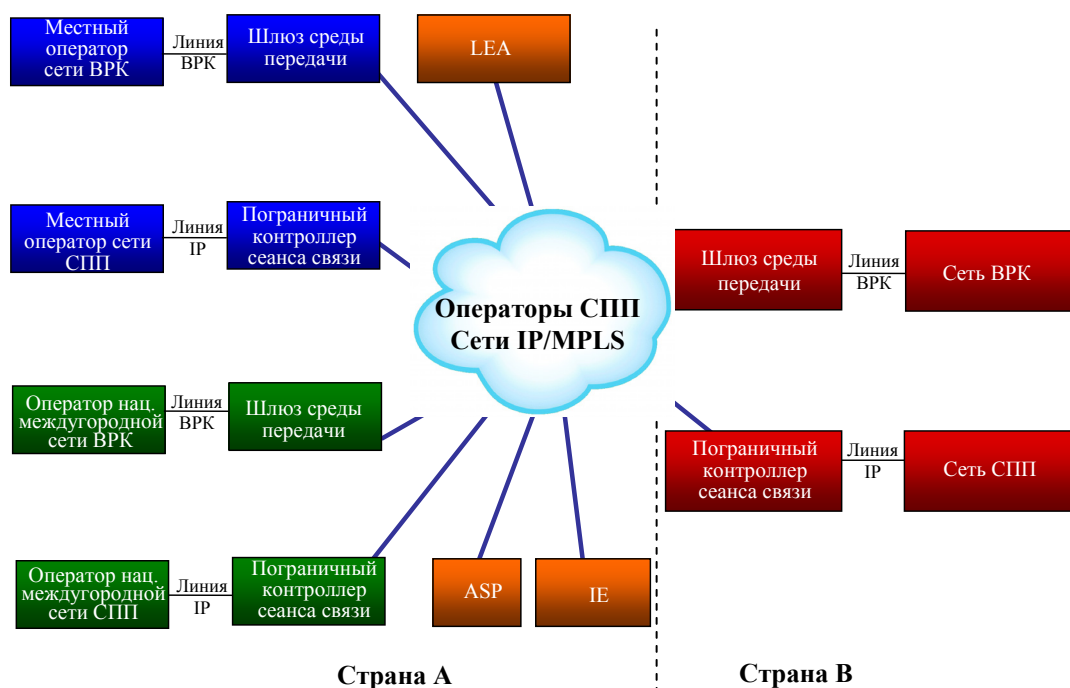 Местный
оператор
сети ВРК
Линия
ВРК
Шлюз среды
передачи
LEA
Местный
оператор сети
СПП
Линия
IP
Пограничный
контроллер
сеанса связи
Операторы СПП
Сети IP/MPLS
Шлюз среды
передачи
Линия
ВРК
Сеть ВРК
Оператор нац.
междугородной
сети ВРК
Линия
ВРК
Шлюз среды
передачи
Пограничный
контроллер
сеанса связи
Линия
IP
Сеть СПП
Оператор нац.
междугородной
сети СПП
Линия
IP
Пограничный
контроллер
сеанса связи
ASP
IE
Страна А
Страна В